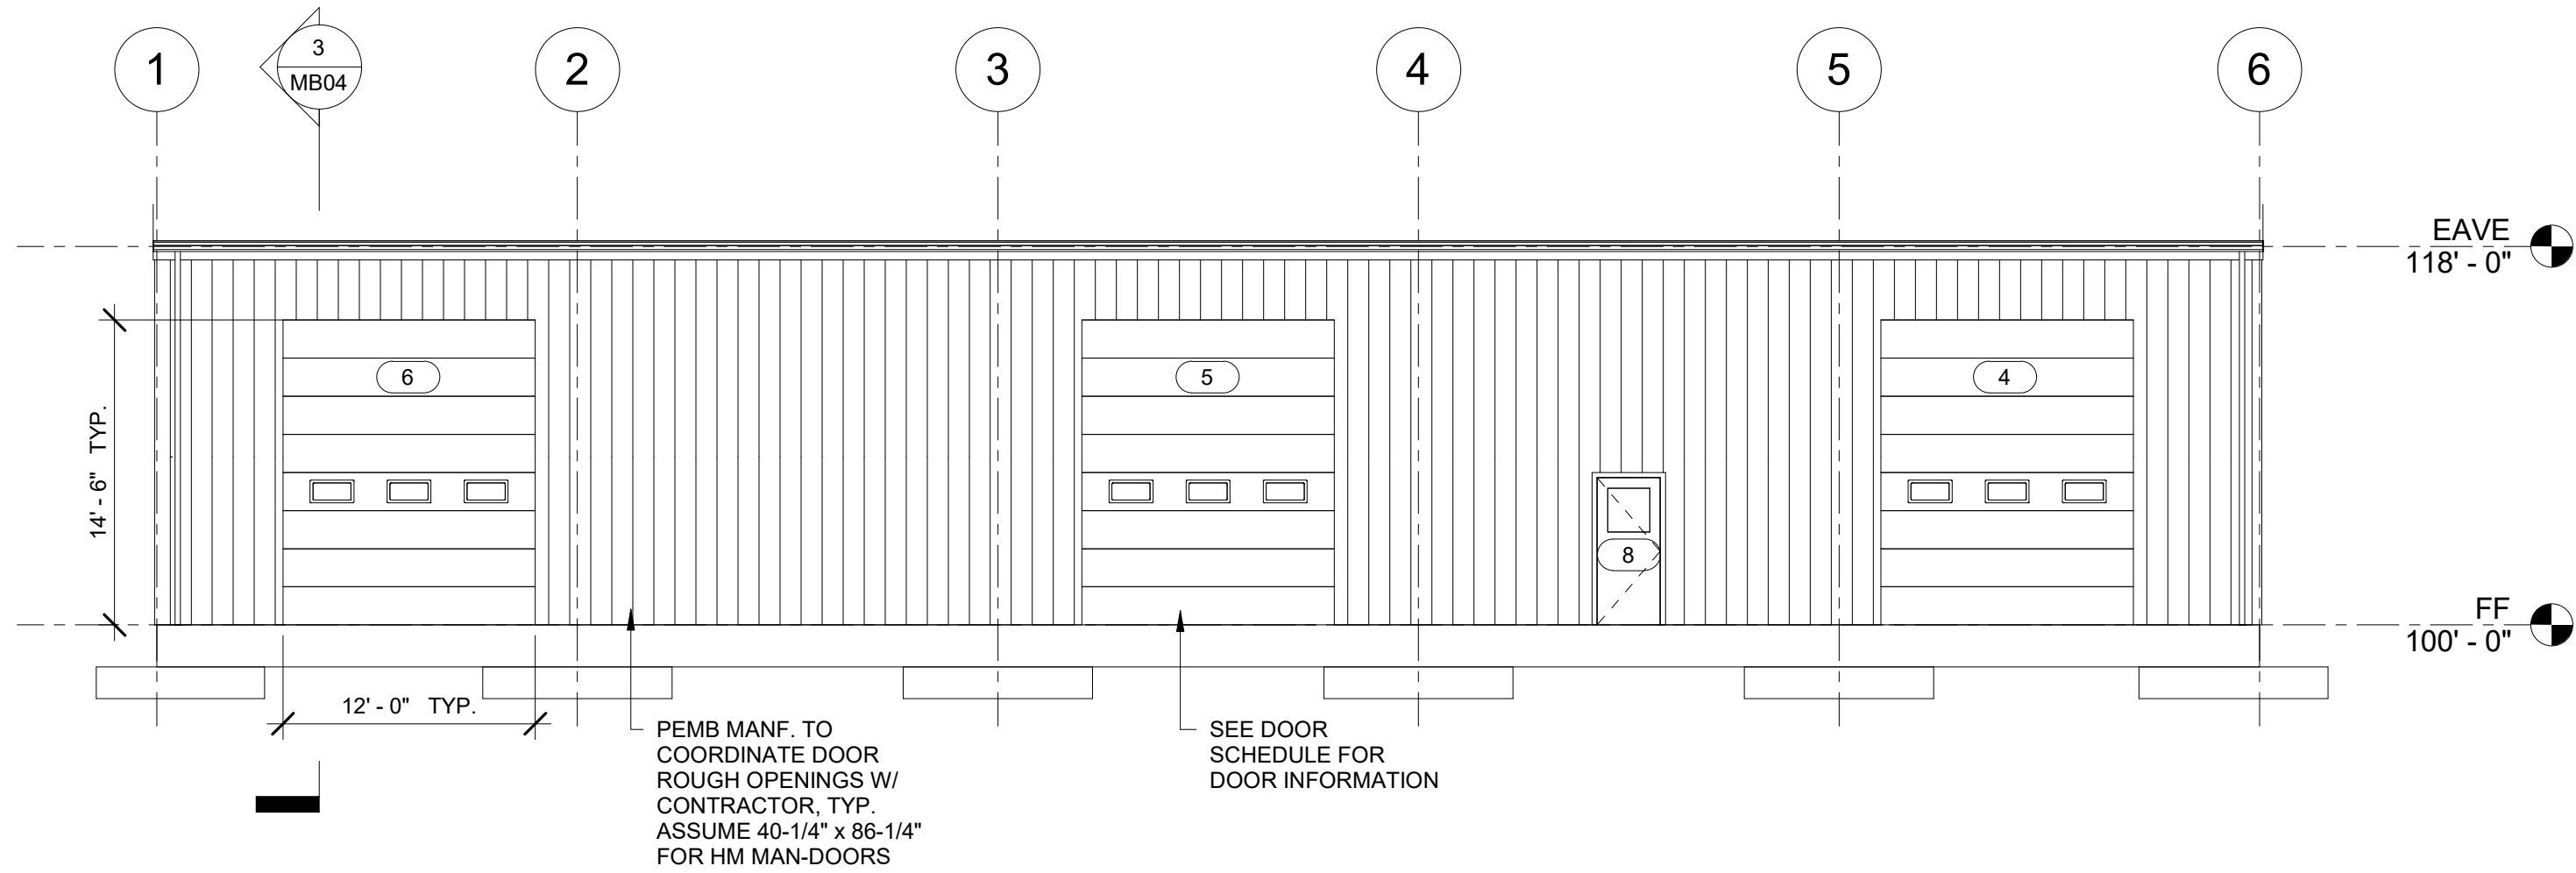 1
3
MB04
2
3
4
5
6
EAVE
118' - 0"
6
5
4
14' - 6" TYP.
8
FF
100' - 0"
12' - 0" TYP.
PEMB MANF. TO
COORDINATE DOOR
ROUGH OPENINGS W/
CONTRACTOR, TYP.
ASSUME 40-1/4" x 86-1/4"
FOR HM MAN-DOORS
SEE DOOR
SCHEDULE FOR
DOOR INFORMATION